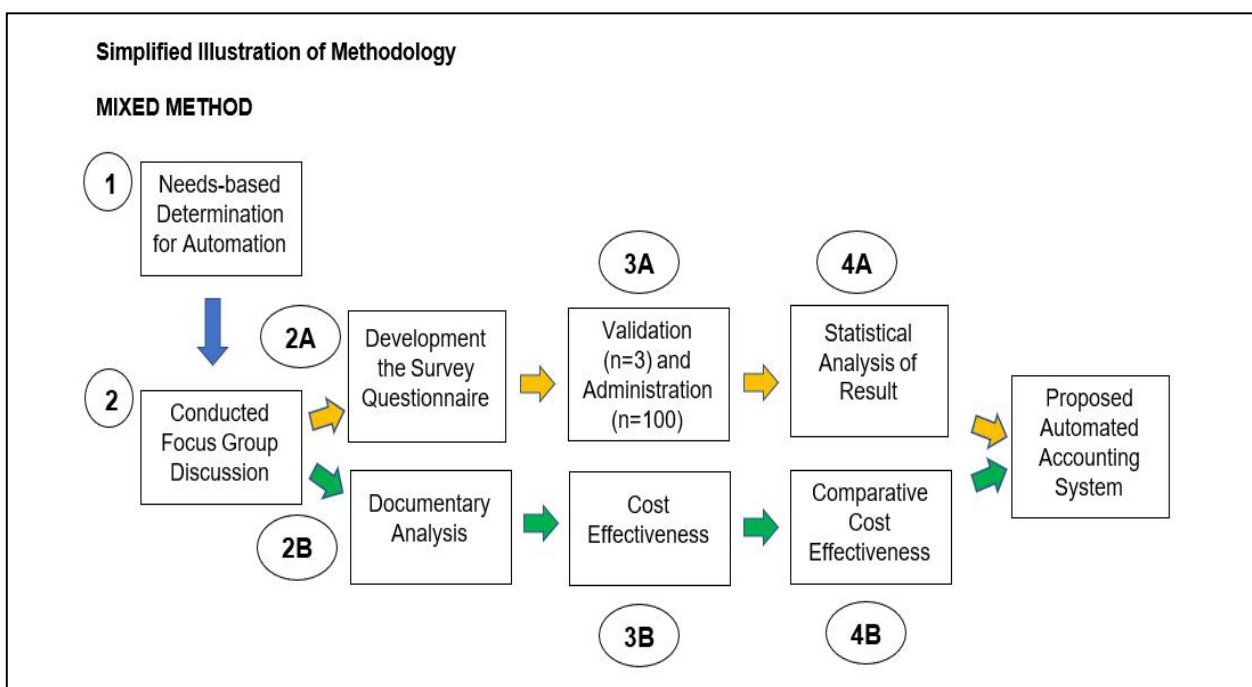 Simplified Illustration of Methodology
MIXED METHOD
1
Needs-based
Determination
for Automation
2
Conducted
Focus Group
Discussion
2A
Development
the Survey
Questionnaire
3A
Validation
(n=3) and
Administration
(n=100)
4A
Statistical
Analysis of
Result
2B
Documentary
Analysis
Cost
Effectiveness
3B
Comparative
Cost
Effectiveness
4B
Proposed
Automated
Accounting
System